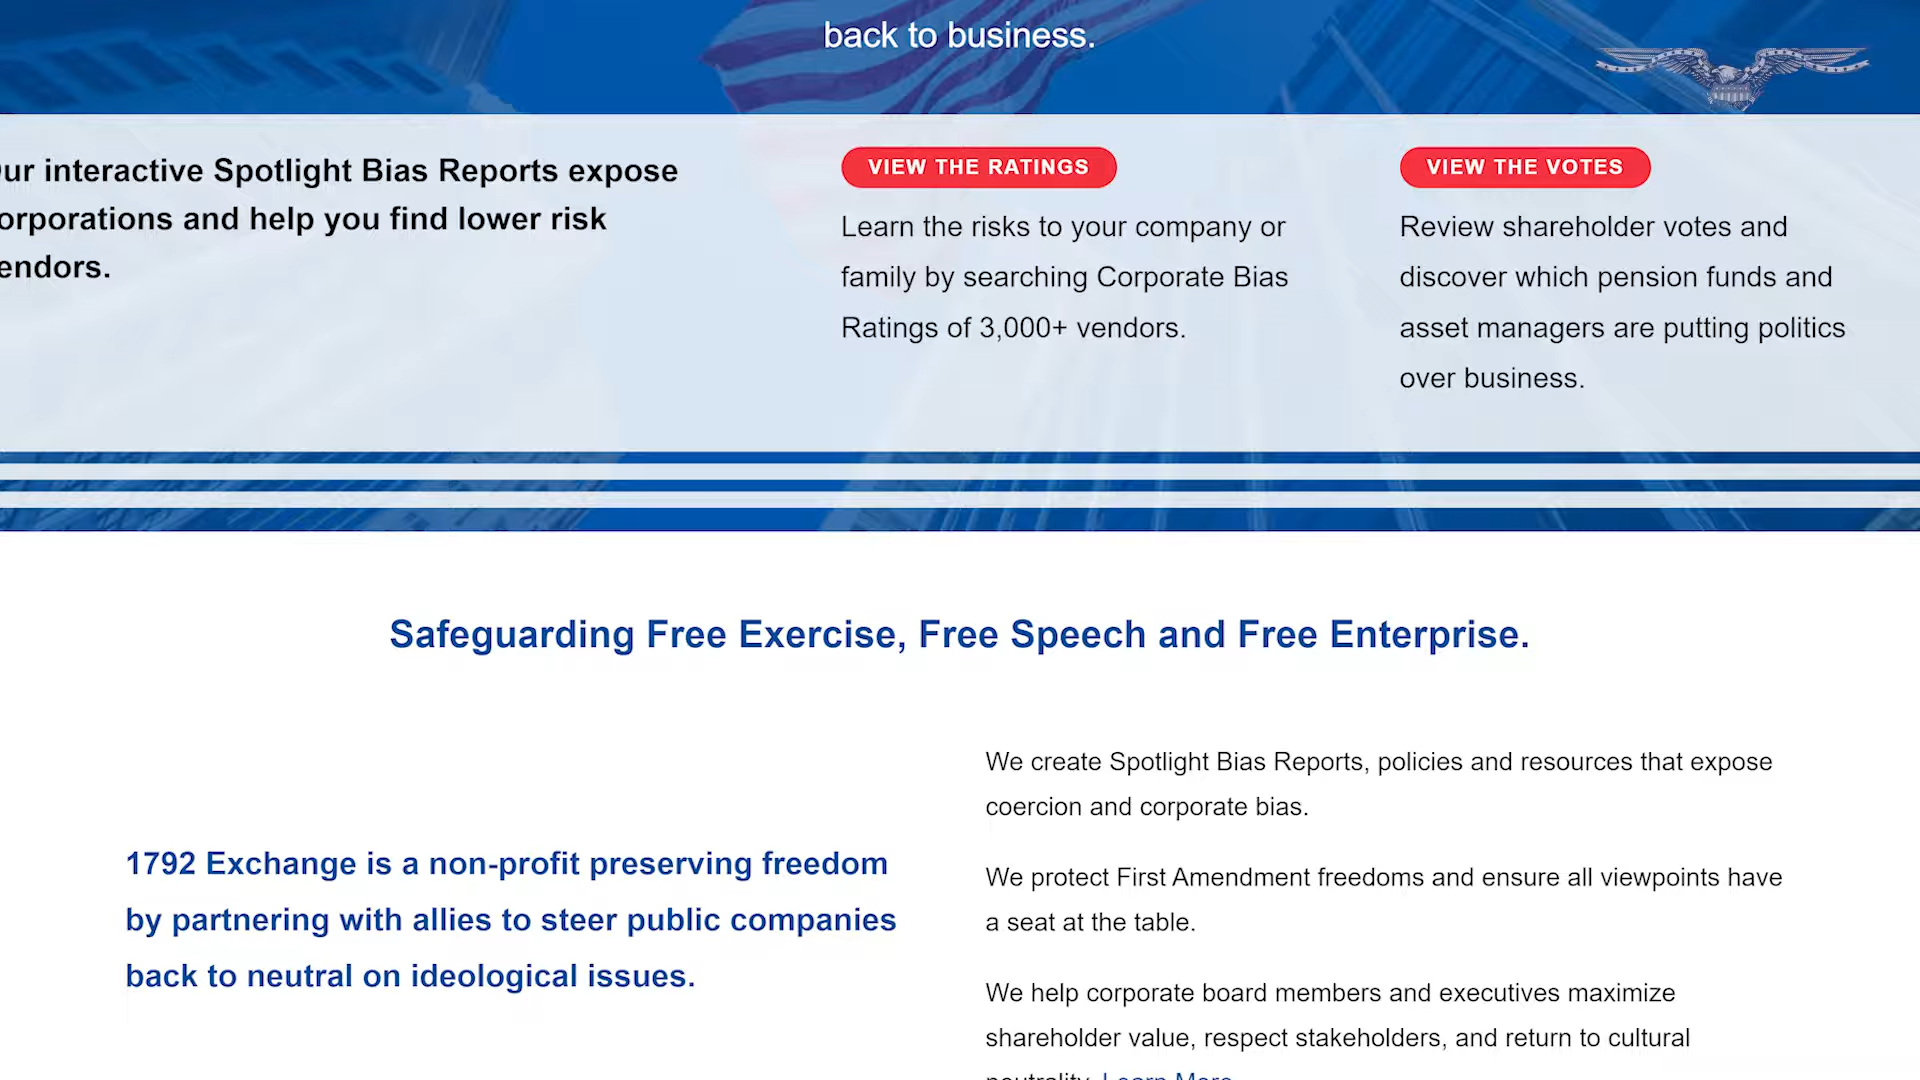 back to business.
ur interactive Spotlight Bias Reports expose
orporations and help you find lower risk
endors.
VIEW THE RATINGS
Learn the risks to your company or
family by searching Corporate Bias
Ratings of 3,000+ vendors.
VIEW THE VOTES
Review shareholder votes and
discover which pension funds and
asset managers are putting politics
over business.
Safeguarding Free Exercise, Free Speech and Free Enterprise.
1792 Exchange is a non-profit preserving freedom
by partnering with allies to steer public companies
back to neutral on ideological issues.
We create Spotlight Bias Reports, policies and resources that expose
coercion and corporate bias.
We protect First Amendment freedoms and ensure all viewpoints have
a seat at the table.
We help corporate board members and executives maximize
shareholder value, respect stakeholders, and return to cultural
neutrality. Learn More